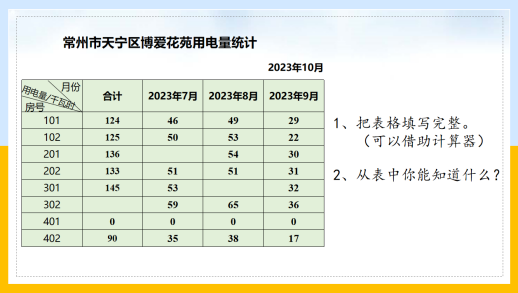 常州市天宁区博爱花苑用电量统计
2023年10月
月份
用电量/千瓦时
房号
合计 2023年7月 2023年8月 2023年9月
101 124 46 49 29
102 125 50 53 22
201 136 54 30
202 133 51 51 31
301 145 53 32
302 59 65 36
401 0 0 0 0
402 90 35 38 17
1、把表格填写完整。
（可以借助计算器）
2、从表中你能知道什么？